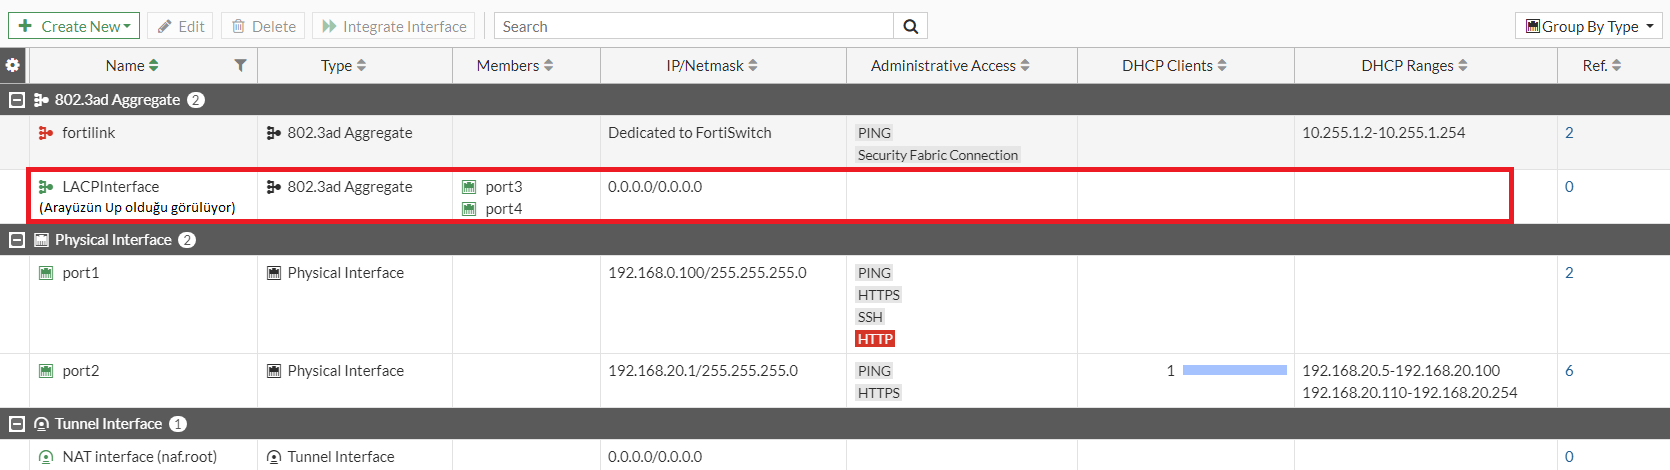 Create New Edit Delete Integrate Interface Search Group By Type
Name Type Members IP/Netmask Administrative Access DHCP Clients DHCP Ranges Ref.
802.3ad Aggregate 2
fortilink 802.3ad Aggregate Dedicated to FortiSwitch PING 10.255.1.2-10.255.1.254 2
Security Fabric Connection
LACPInterface 802.3ad Aggregate port3 0.0.0.0/0.0.0.0 0
(Arayüzün Up olduğu görülüyor) port4
Physical Interface 2
port1 Physical Interface 192.168.0.100/255.255.255.0 PING 2
HTTPS
SSH
HTTP
port2 Physical Interface 192.168.20.1/255.255.255.0 PING 1 192.168.20.5-192.168.20.100 6
HTTPS 192.168.20.110-192.168.20.254
Tunnel Interface 1
NAT interface (naf.root) Tunnel Interface 0.0.0.0/0.0.0.0 0